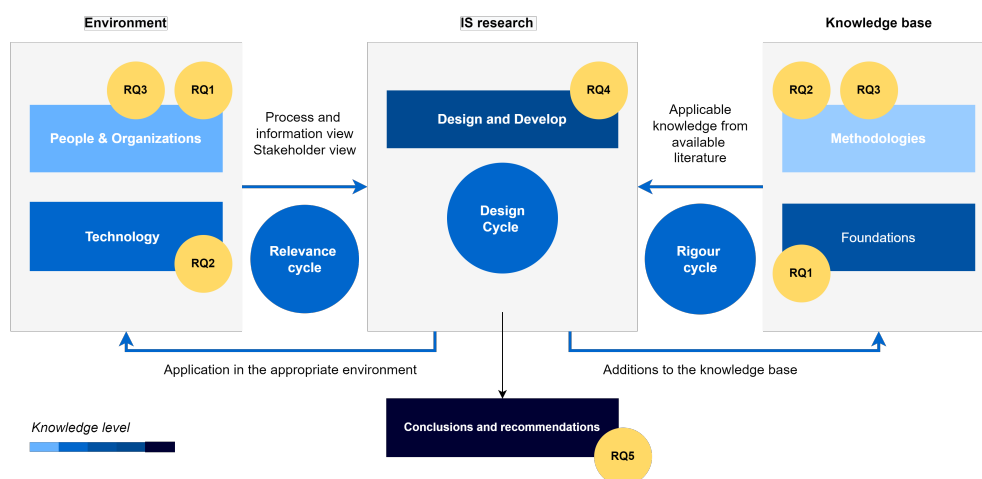 Environment
IS research
Knowledge base
RQ3
RQ1
People & Organizations
Technology
RQ2
Process and
information view
Stakeholder view
Relevance
cycle
RQ4
Design and Develop
Design
Cycle
Applicable
knowledge from
available
literature
Rigour
cycle
RQ2
RQ3
Methodologies
Foundations
RQ1
Application in the appropriate environment
Additions to the knowledge base
Conclusions and recommendations
RQ5
Knowledge level